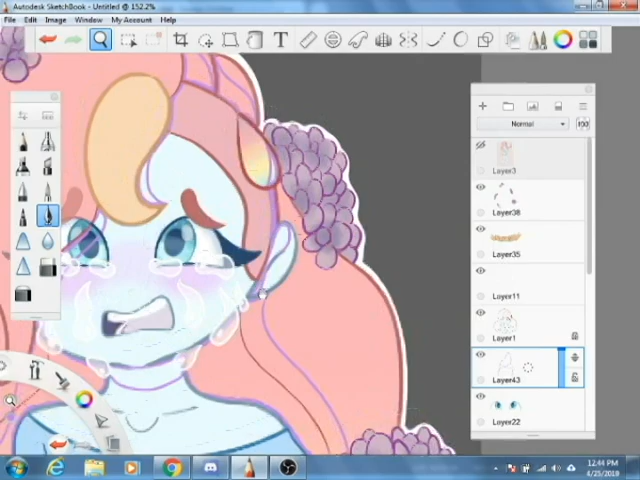 Autodesk SketchBook - Untitled @ 152.2%
File Edit Image Window My Account Help
Normal
100
Layer3
Layer38
Layer35
Layer11
Layer1
Layer43
Layer22
12:44 PM
4/25/2019